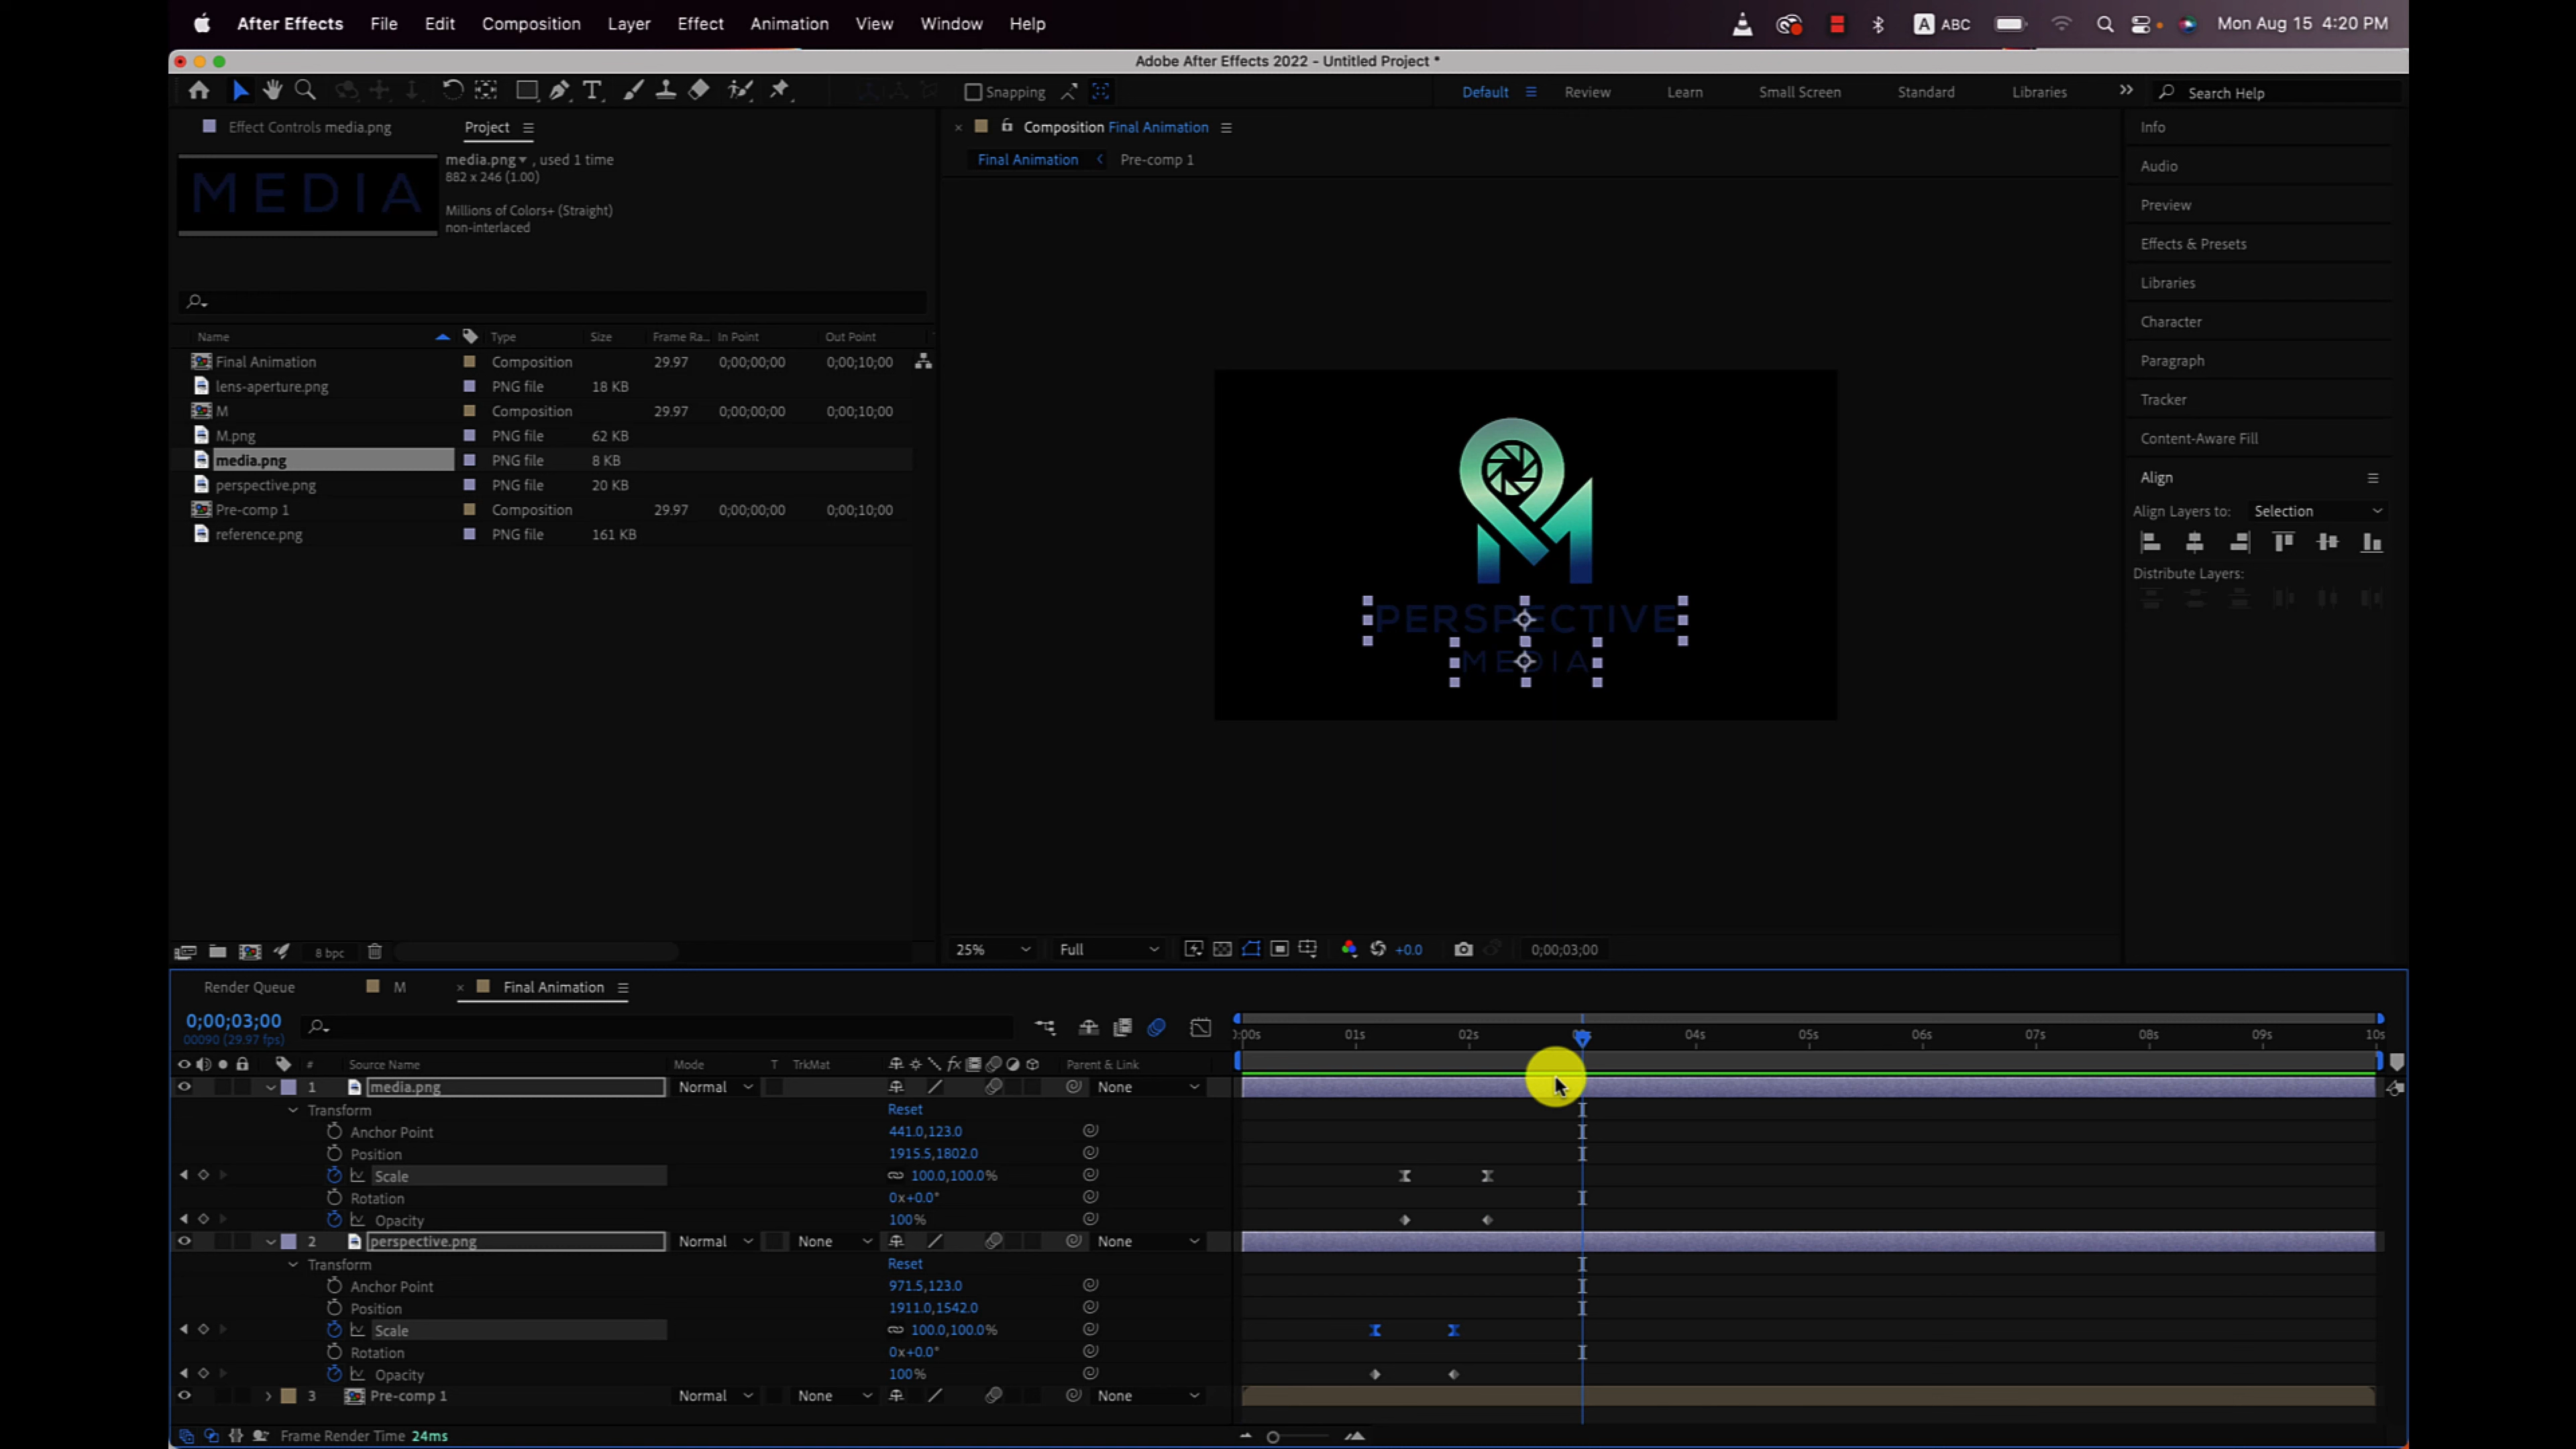 After Effects File Edit Composition Layer Effect Animation View Window Help A ABC Mon Aug 15 4:20 PM
Adobe After Effects 2022 - Untitled Project *
Snapping Default Review Learn Small Screen Standard Libraries Search Help
Effect Controls media.png Project
Composition Final Animation
Final Animation Pre-comp 1
MEDIA
media.png , used 1 time
882 x 246 (1.00)
Millions of Colors+ (Straight)
non-interlaced
Name Type Size Frame Ra... In Point Out Point
Final Animation Composition 29.97 0;00;00;00 0;00;10;00
lens-aperture.png PNG file 18 KB
M Composition 29.97 0;00;00;00 0;00;10;00
M.png PNG file 62 KB
media.png PNG file 8 KB
perspective.png PNG file 20 KB
Pre-comp 1 Composition 29.97 0;00;00;00 0;00;10;00
reference.png PNG file 161 KB
8 bpc
PERSPECTIVE
MEDIA
25% Full +0.0 0;00;03;00
Info
Audio
Preview
Effects & Presets
Libraries
Character
Paragraph
Tracker
Content-Aware Fill
Align
Align Layers to: Selection
Distribute Layers:
Render Queue M Final Animation
0;00;03;00
00090 (29.97 fps)
0:00s 01s 02s 04s 05s 06s 07s 08s 09s 10s
# Source Name Mode T TrkMat fx Parent & Link
1 media.png Normal None
Transform Reset
Anchor Point 441.0,123.0
Position 1915.5,1802.0
Scale 100.0,100.0%
Rotation 0x+0.0°
Opacity 100%
2 perspective.png Normal None None
Transform Reset
Anchor Point 971.5,123.0
Position 1911.0,1542.0
Scale 100.0,100.0%
Rotation 0x+0.0°
Opacity 100%
3 Pre-comp 1 Normal None None
Frame Render Time 24ms